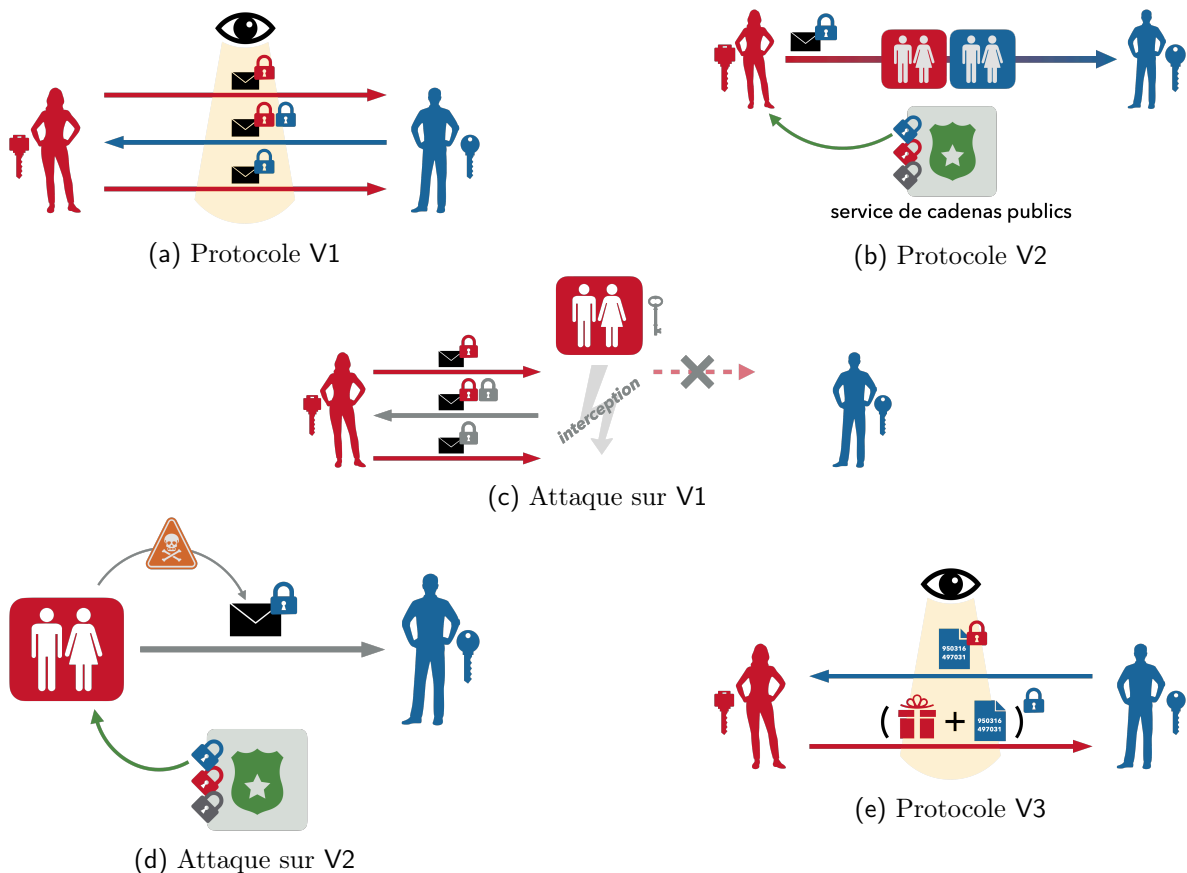 (a) Protocole V1
service de cadenas publics
(b) Protocole V2
interception
(c) Attaque sur V1
(d) Attaque sur V2
950316
497031
( + 950316 )
497031
(e) Protocole V3